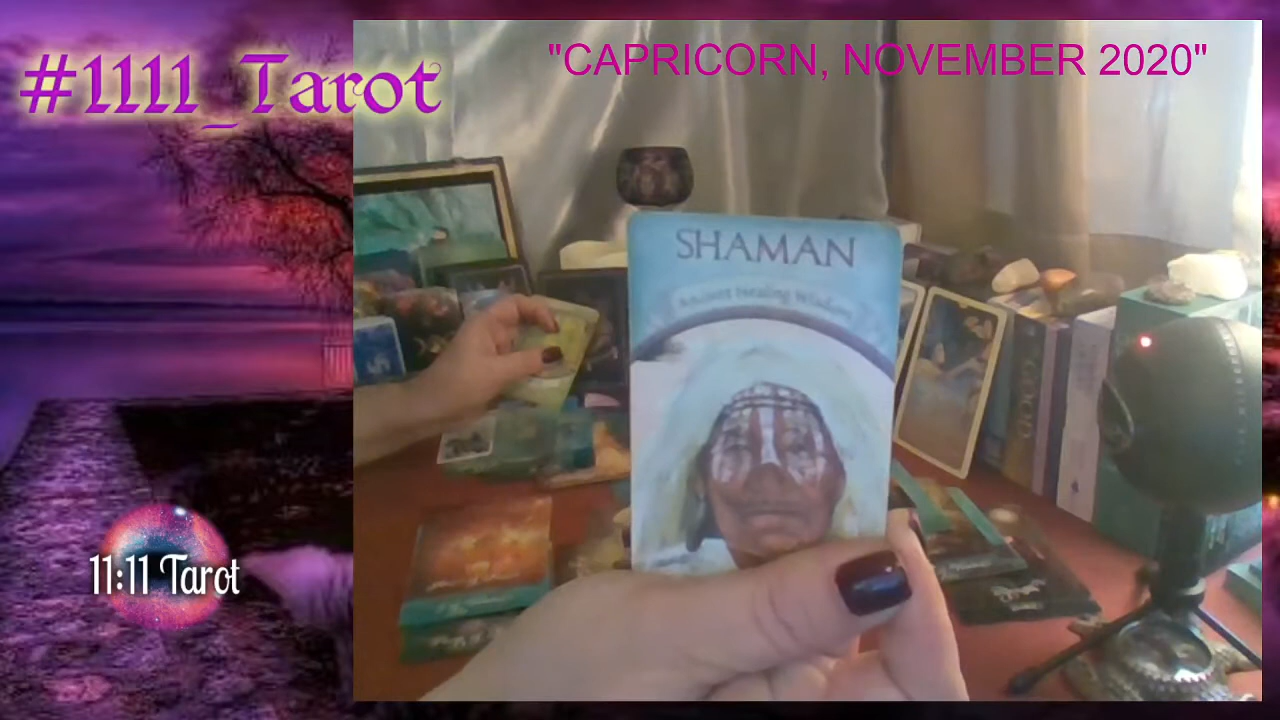 #1111_Tarot
"CAPRICORN, NOVEMBER 2020"
SHAMAN
Ancient Healing Wisdom
11:11 Tarot